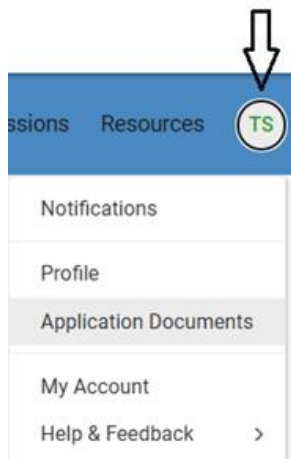 ssions Resources TS
Notifications
Profile
Application Documents
My Account
Help & Feedback >